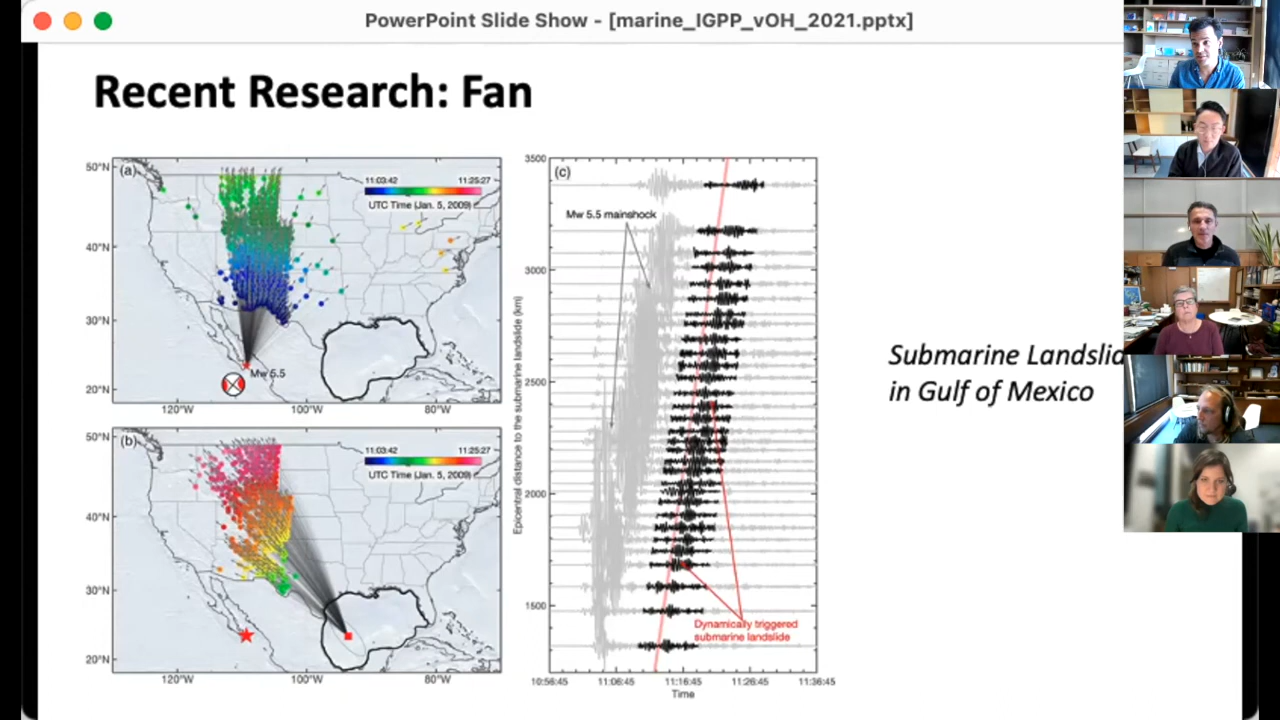 PowerPoint Slide Show - [marine_IGPP_vOH_2021.pptx]
Recent Research: Fan
(a)
50°N
40°N
30°N
20°N
11:03:42 11:25:27
UTC Time (Jan. 5, 2009)
Mw 5.5
120°W 100°W 80°W
(b)
50°N
40°N
30°N
20°N
11:03:42 11:25:27
UTC Time (Jan. 5, 2009)
120°W 100°W 80°W
(c)
3500
3000
2500
2000
1500
Epicentral distance to the submarine landslide (km)
Mw 5.5 mainshock
Dynamically triggered
submarine landslide
10:56:45 11:06:45 11:16:45 11:26:45 11:36:45
Time
Submarine
in Gulf of Mexico